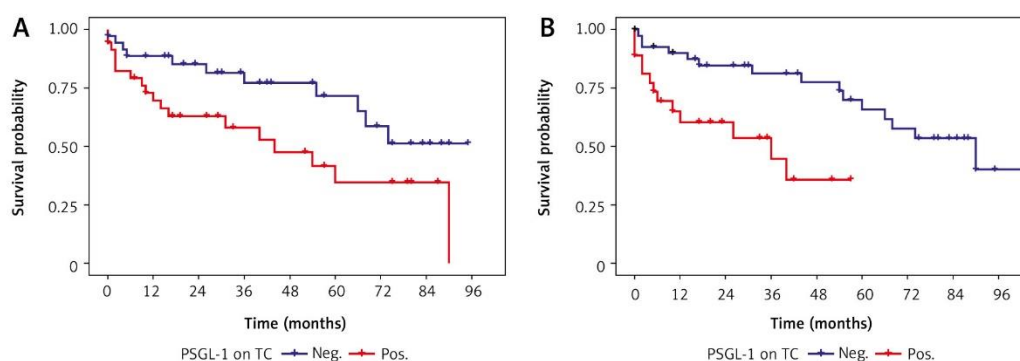 A
Survival probability
1.00
0.75
0.50
0.25
0
0 12 24 36 48 60 72 84 96
Time (months)
PSGL-1 on TC Neg. Pos.
B
Survival probability
1.00
0.75
0.50
0.25
0
0 12 24 36 48 60 72 84 96
Time (months)
PSGL-1 on TC Neg. Pos.